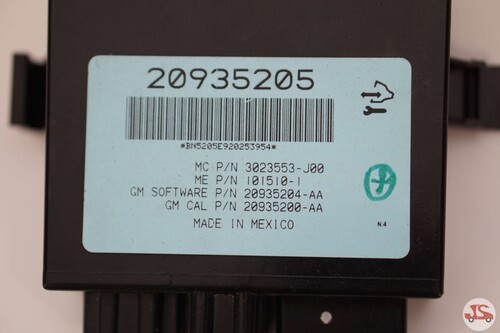 20935205
*BN5205E920253954*
MC P/N 3023553-J00
ME P/N 101510-1
GM SOFTWARE P/N 20935204-AA
GM CAL P/N 20935200-AA
MADE IN MEXICO
N4
JS